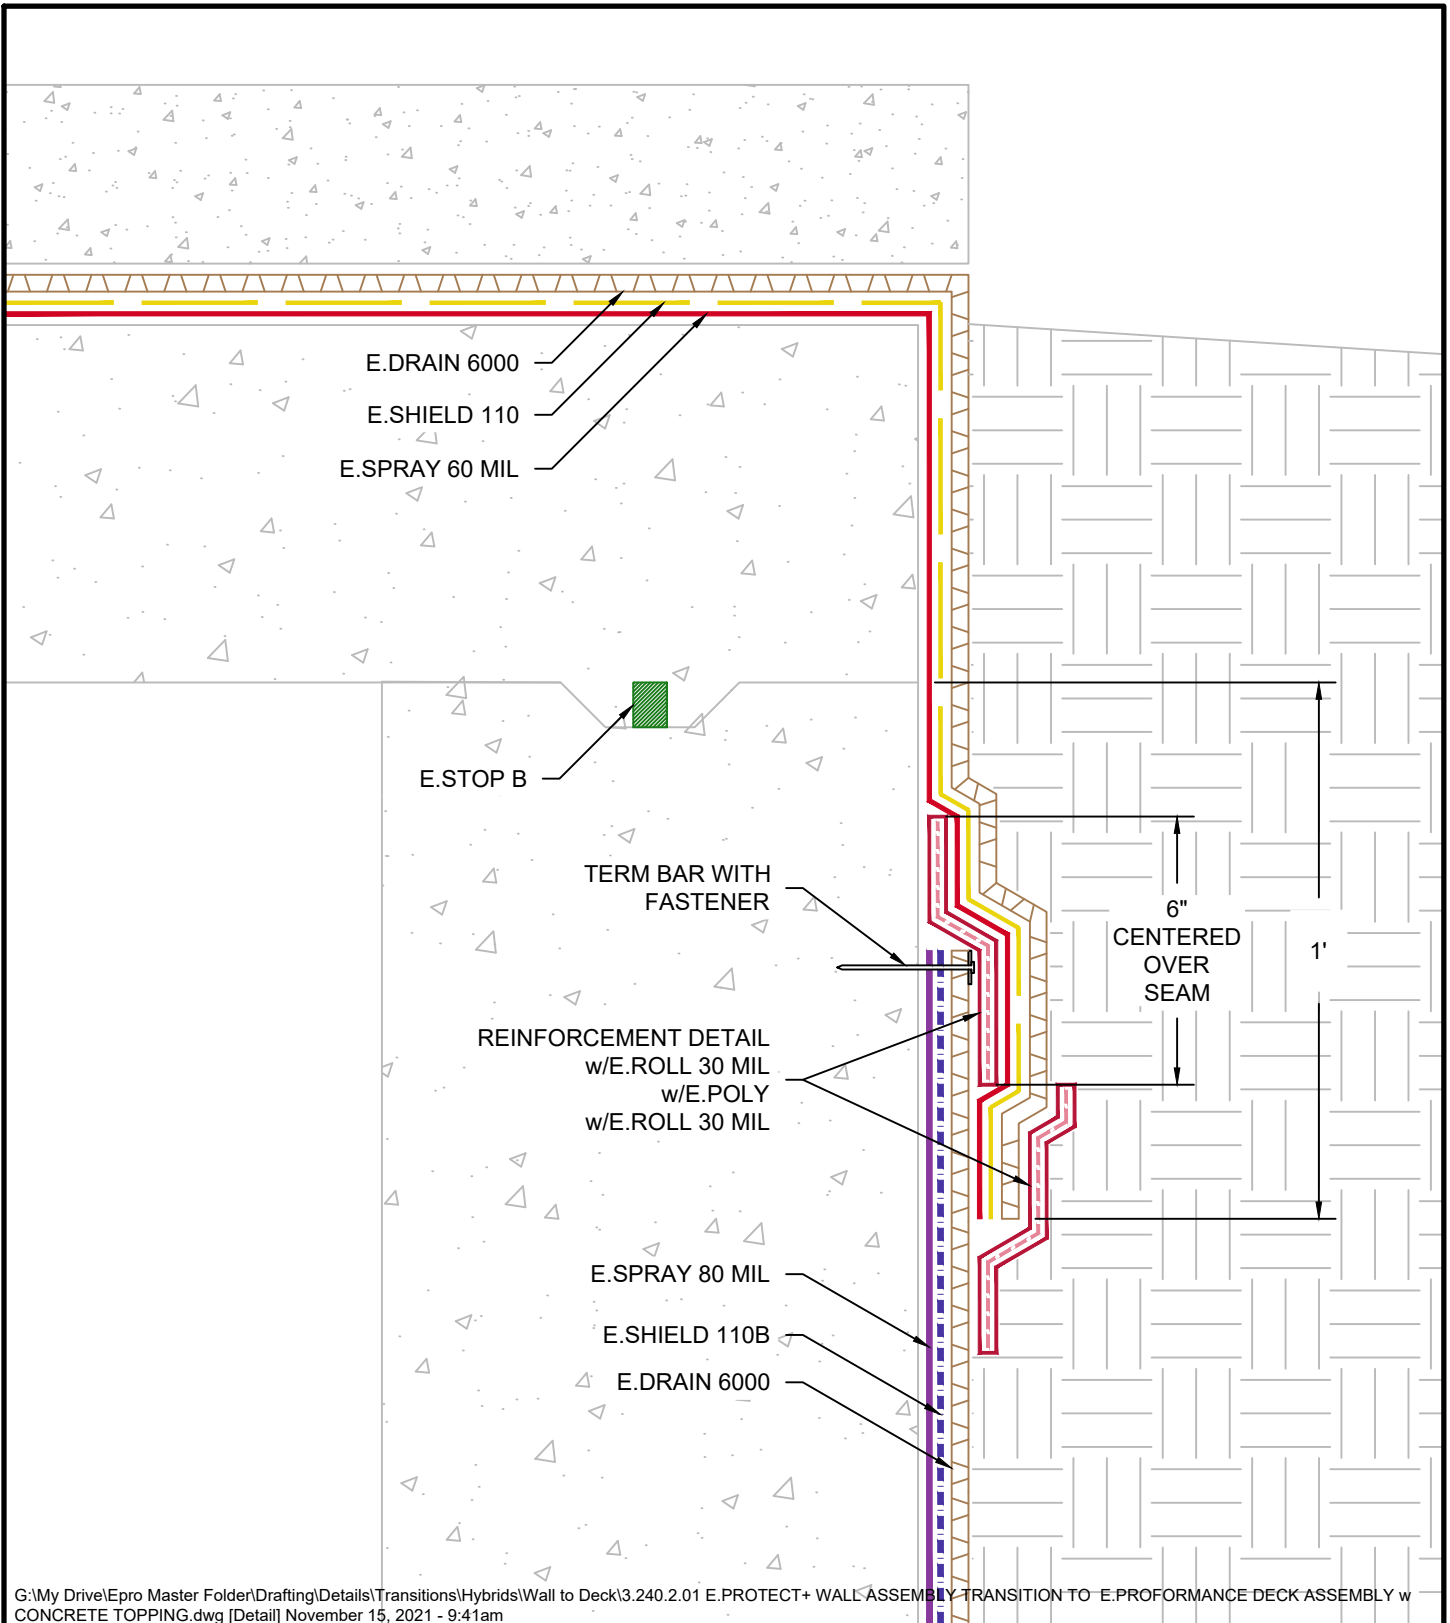 E.DRAIN 6000
E.SHIELD 110
E.SPRAY 60 MIL
E.STOP B
TERM BAR WITH
FASTENER
6"
CENTERED
OVER
SEAM
1'
REINFORCEMENT DETAIL
w/E.ROLL 30 MIL
w/E.POLY
w/E.ROLL 30 MIL
E.SPRAY 80 MIL
E.SHIELD 110B
E.DRAIN 6000
G:\My Drive\Epro Master Folder\Drafting\Details\Transitions\Hybrids\Wall to Deck\3.240.2.01 E.PROTECT+ WALL ASSEMBLY TRANSITION TO E.PROFORMANCE DECK ASSEMBLY w
CONCRETE TOPPING.dwg [Detail] November 15, 2021 - 9:41am